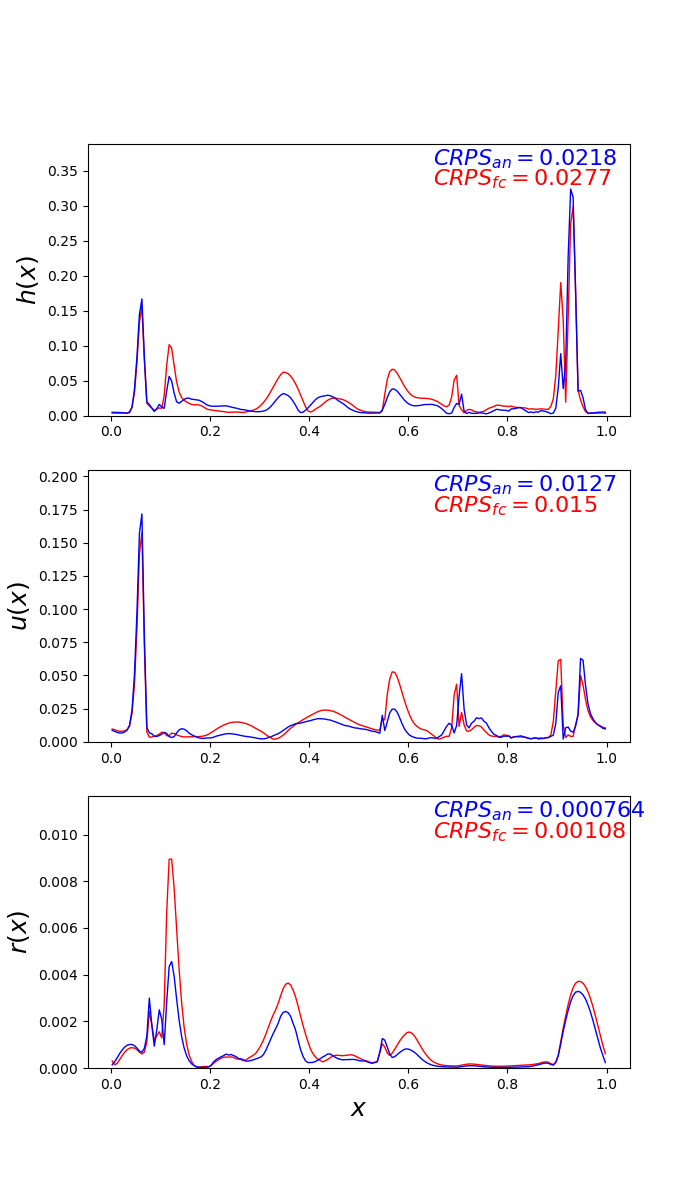 CRPS_an = 0.0218
CRPS_fc = 0.0277
h(x)
0.35
0.30
0.25
0.20
0.15
0.10
0.05
0.00
0.0 0.2 0.4 0.6 0.8 1.0
CRPS_an = 0.0127
CRPS_fc = 0.015
u(x)
0.200
0.175
0.150
0.125
0.100
0.075
0.050
0.025
0.000
0.0 0.2 0.4 0.6 0.8 1.0
CRPS_an = 0.000764
CRPS_fc = 0.00108
r(x)
0.010
0.008
0.006
0.004
0.002
0.000
0.0 0.2 0.4 0.6 0.8 1.0
x